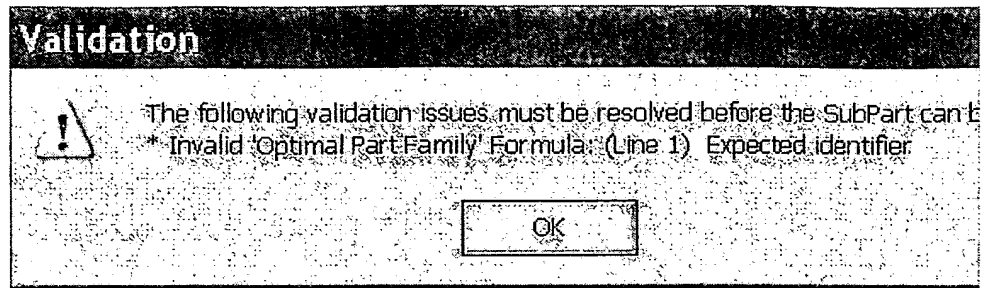 Validation
The following validation issues must be resolved before the SubPart can
* Invalid 'Optimal Part Family' Formula: (Line 1) Expected identifier.
OK